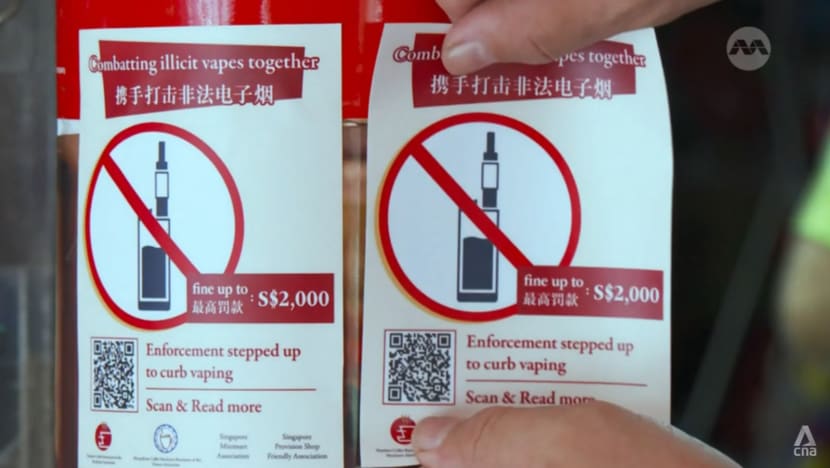 Combatting illicit vapes together
携手打击非法电子烟
fine up to
最高罚款
: S$2,000
Enforcement stepped up
to curb vaping
Scan & Read more
Singapore
Minimart
Association
Singapore
Provision Shop
Friendly Association
Com
apes together
携手打击非法电子烟
fine up to
最高罚款
: S$2,000
Enforcement stepped up
to curb vaping
Scan & Read more
cna